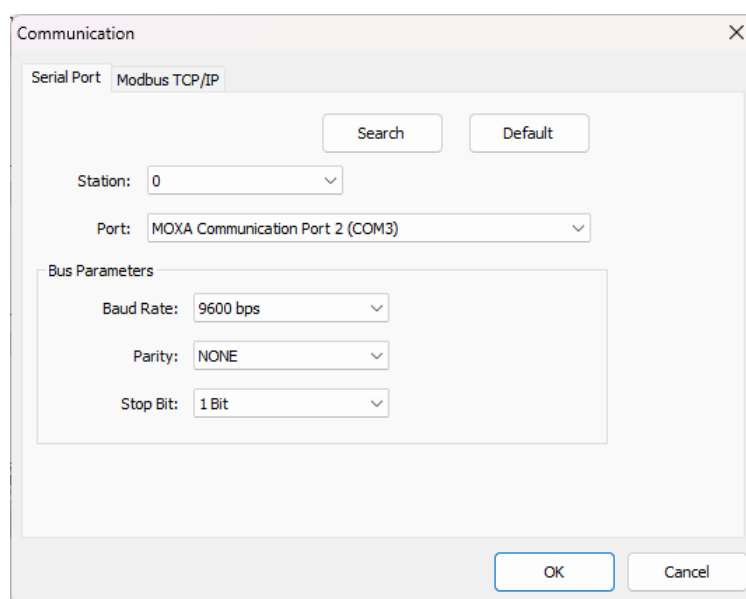 Communication
Serial Port Modbus TCP/IP
Search Default
Station: 0
Port: MOXA Communication Port 2 (COM3)
Bus Parameters
Baud Rate: 9600 bps
Parity: NONE
Stop Bit: 1 Bit
OK Cancel